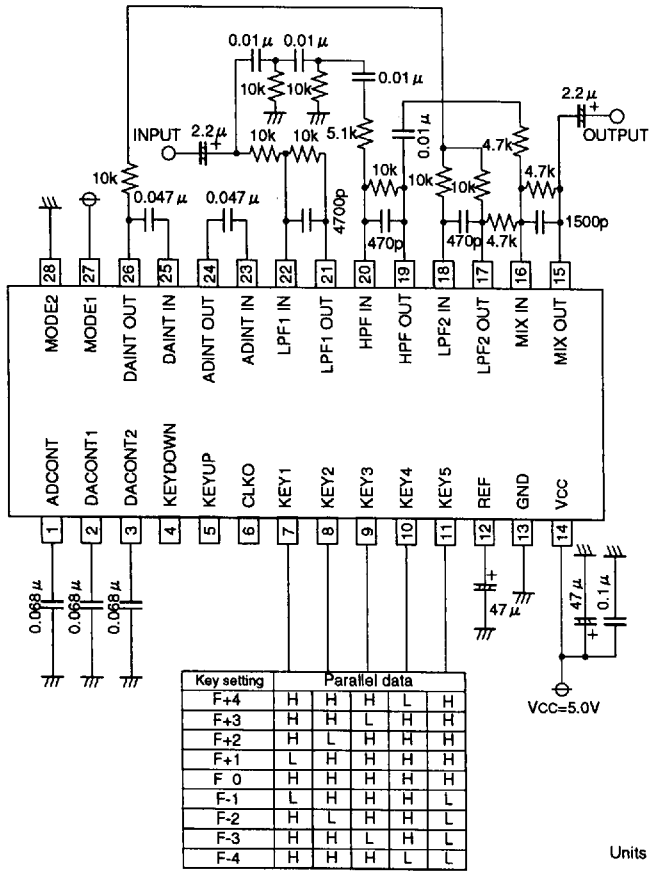 0.01μ 0.01μ
0.01μ
10k 10k
2.2μ
2.2μ
INPUT
OUTPUT
10k 10k
5.1k
0.01μ
4.7k
10k
10k
10k
10k
4.7k
0.047μ 0.047μ
4700p
470p
470p
4.7k
1500p
28 27 26 25 24 23 22 21 20 19 18 17 16 15
MODE2
MODE1
DAINT OUT
DAINT IN
ADINT OUT
ADINT IN
LPF1 IN
LPF1 OUT
HPF IN
HPF OUT
LPF2 IN
LPF2 OUT
MIX IN
MIX OUT
ADCONT
DACONT1
DACONT2
KEYDOWN
KEYUP
CLKO
KEY1
KEY2
KEY3
KEY4
KEY5
REF
GND
VCC
1 2 3 4 5 6 7 8 9 10 11 12 13 14
0.068μ
0.068μ
0.068μ
47μ
47μ
0.1μ
VCC=5.0V
Key setting Parallel data
F+4 H H H L H
F+3 H H L H H
F+2 H L H H H
F+1 L H H H H
F 0 H H H H H
F-1 L H H H L
F-2 H L H H L
F-3 H H L H L
F-4 H H H L L
Units